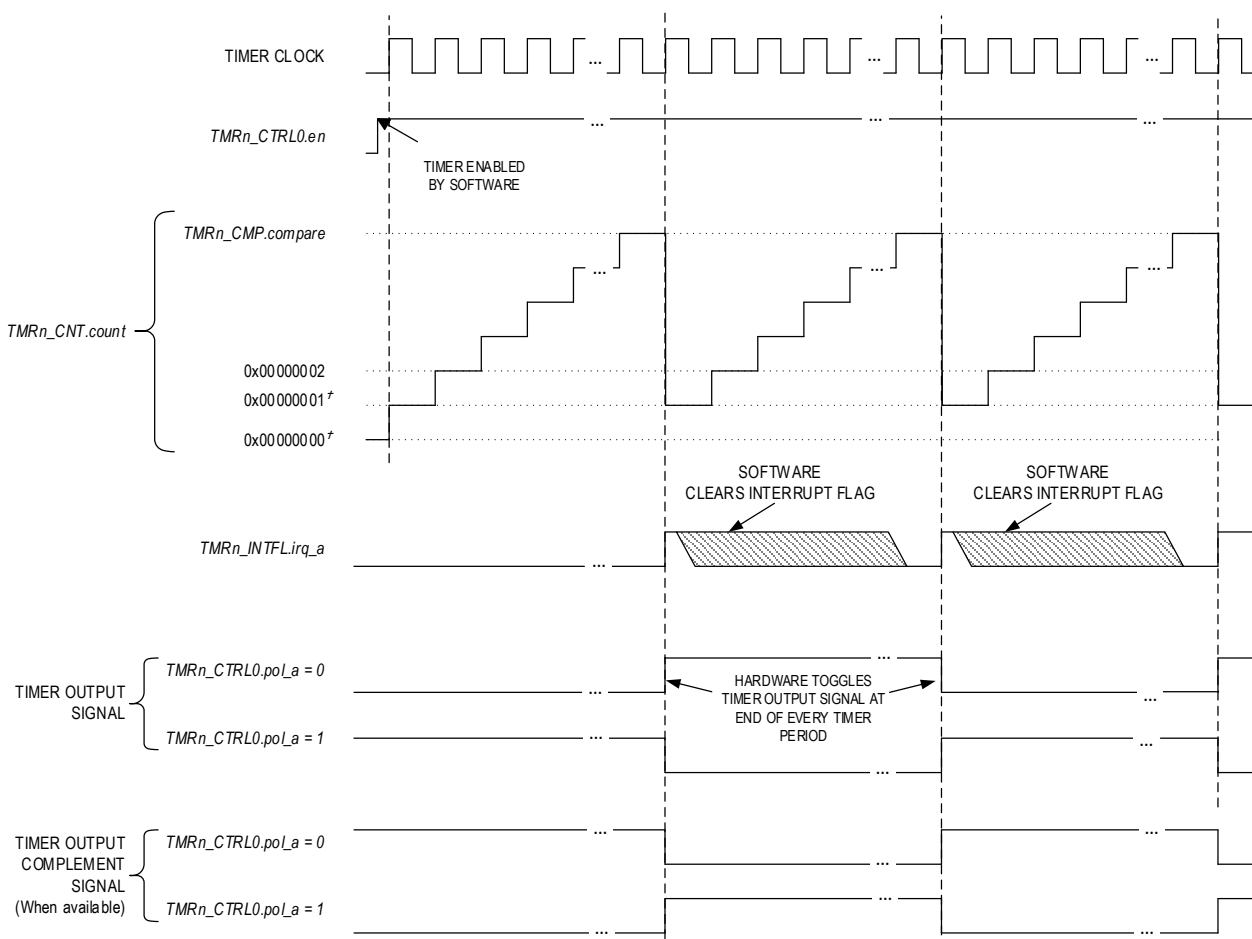 TIMER CLOCK
...
...
...
TMRn_CTRL0.en
...
...
...
TIMER ENABLED
BY SOFTWARE
TMRn_CMP.compare
...
...
...
TMRn_CNT.count
0x00000002
0x00000001†
0x00000000†
SOFTWARE
CLEARS INTERRUPT FLAG
SOFTWARE
CLEARS INTERRUPT FLAG
TMRn_INTFL.irq_a
...
TIMER OUTPUT
SIGNAL
TMRn_CTRL0.pol_a = 0
...
...
...
HARDWARE TOGGLES
TIMER OUTPUT SIGNAL AT
END OF EVERY TIMER
PERIOD
TMRn_CTRL0.pol_a = 1
...
...
...
TIMER OUTPUT
COMPLEMENT
SIGNAL
(When available)
TMRn_CTRL0.pol_a = 0
...
...
...
TMRn_CTRL0.pol_a = 1
...
...
...